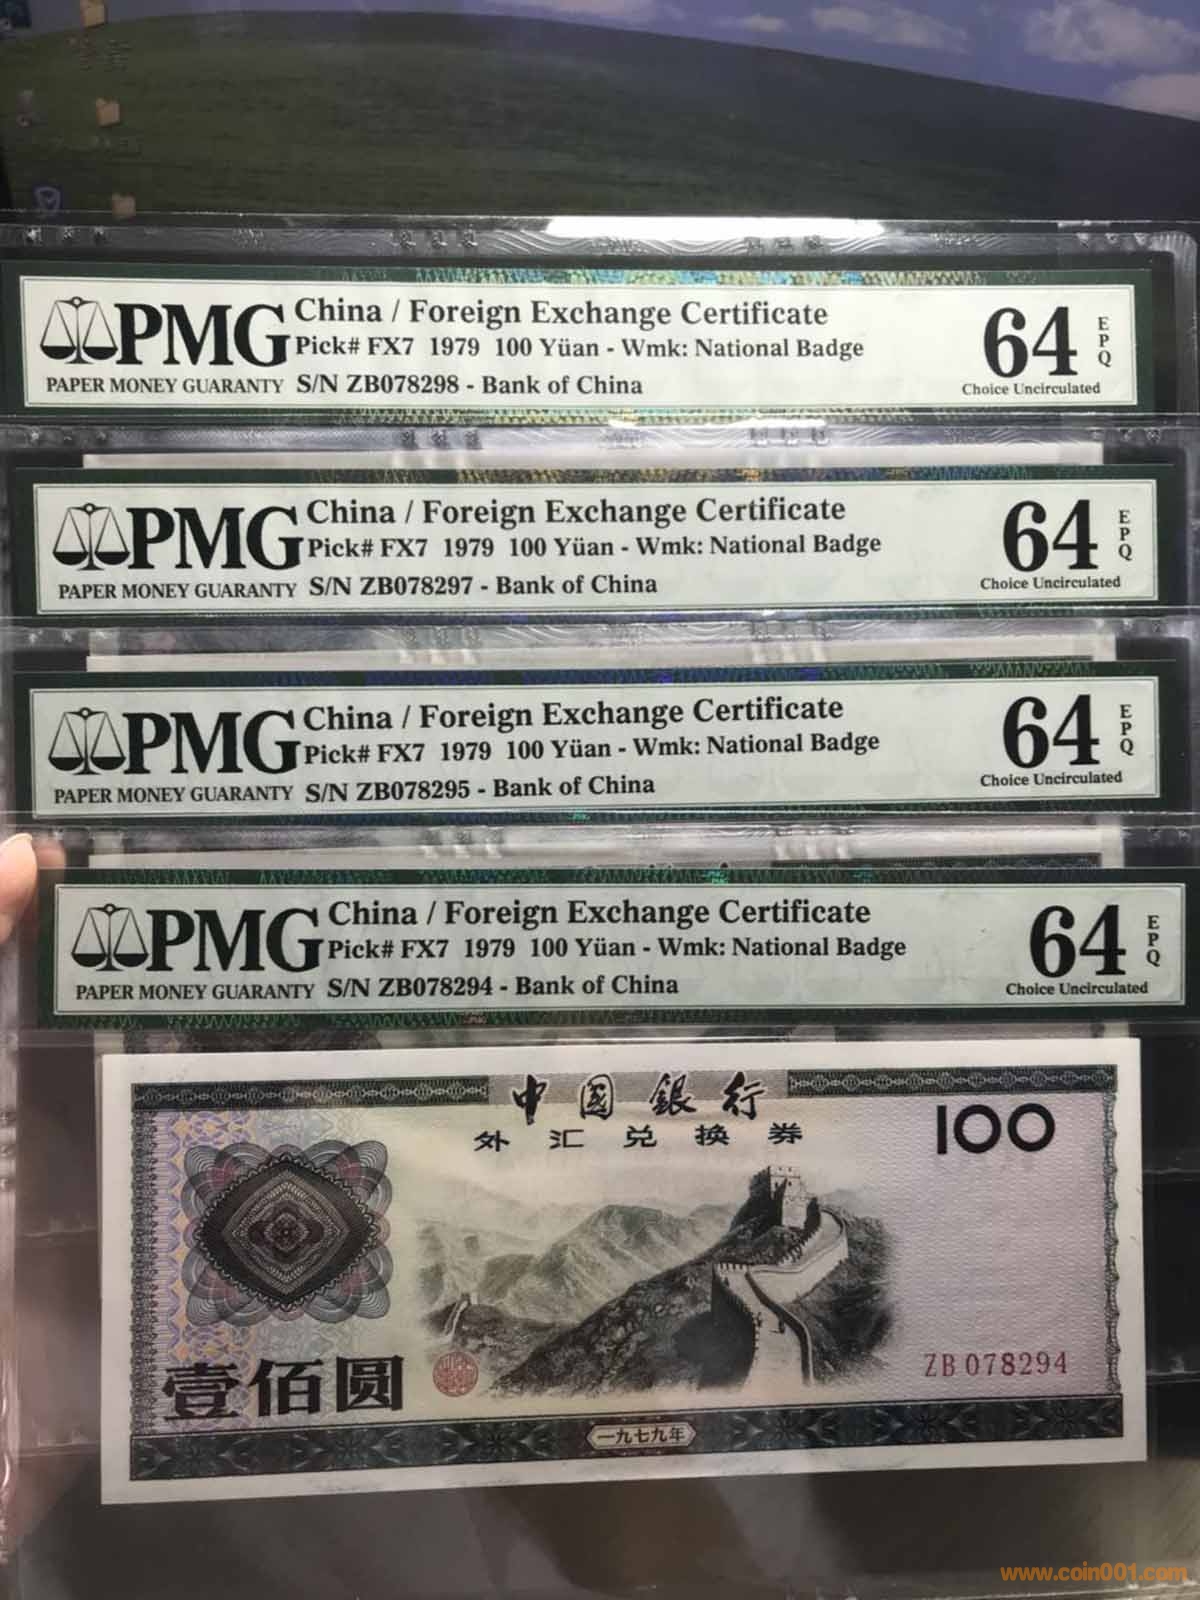 PMG
PAPER MONEY GUARANTY
China / Foreign Exchange Certificate
Pick# FX7 1979 100 Yüan - Wmk: National Badge
S/N ZB078298 - Bank of China
64
EPQ
Choice Uncirculated
PMG
PAPER MONEY GUARANTY
China / Foreign Exchange Certificate
Pick# FX7 1979 100 Yüan - Wmk: National Badge
S/N ZB078297 - Bank of China
64
EPQ
Choice Uncirculated
PMG
PAPER MONEY GUARANTY
China / Foreign Exchange Certificate
Pick# FX7 1979 100 Yüan - Wmk: National Badge
S/N ZB078295 - Bank of China
64
EPQ
Choice Uncirculated
PMG
PAPER MONEY GUARANTY
China / Foreign Exchange Certificate
Pick# FX7 1979 100 Yüan - Wmk: National Badge
S/N ZB078294 - Bank of China
64
EPQ
Choice Uncirculated
中國銀行
外汇兑换券
100
壹佰圆
ZB078294
一九七九年
www.coin001.com